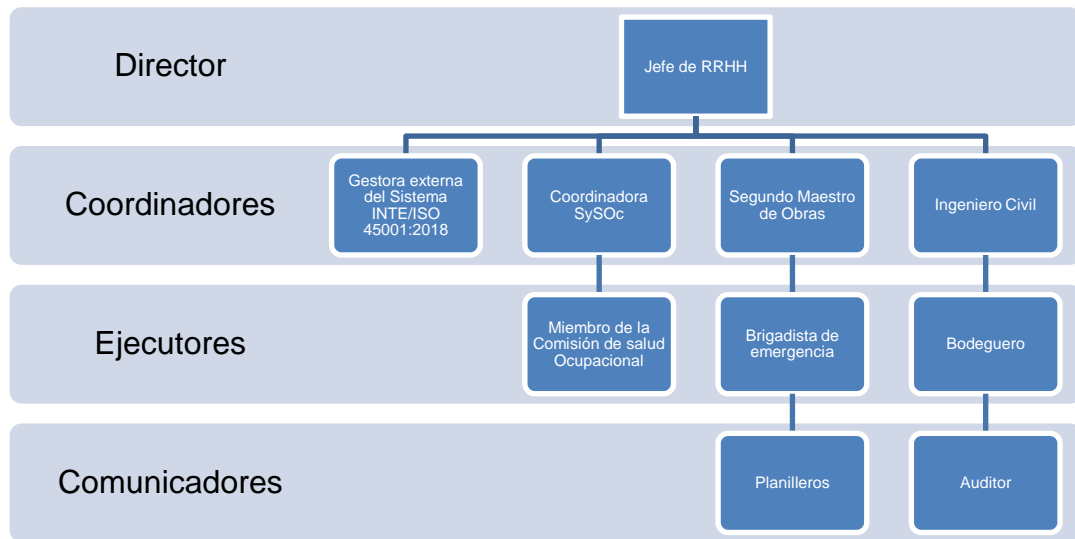 Director
Jefe de RRHH
Coordinadores
Gestora externa
del Sistema
INTE/ISO
45001:2018
Coordinadora
SySOc
Segundo Maestro
de Obras
Ingeniero Civil
Ejecutores
Miembro de la
Comisión de salud
Ocupacional
Brigadista de
emergencia
Bodeguero
Comunicadores
Planilleros
Auditor